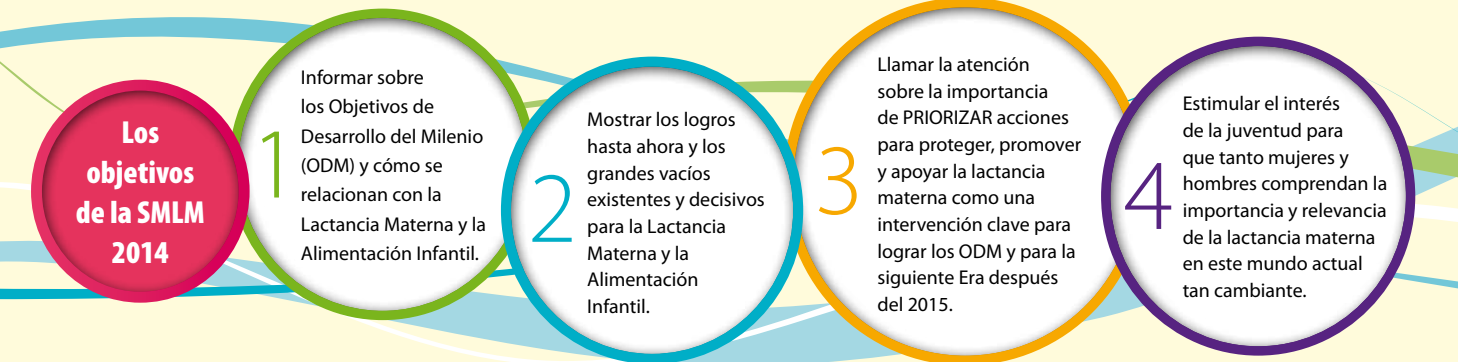 Los
objetivos
de la SMLM
2014
1
Informar sobre
los Objetivos de
Desarrollo del Milenio
(ODM) y cómo se
relacionan con la
Lactancia Materna y la
Alimentación Infantil.
2
Mostrar los logros
hasta ahora y los
grandes vacíos
existentes y decisivos
para la Lactancia
Materna y la
Alimentación
Infantil.
3
Llamar la atención
sobre la importancia
de PRIORIZAR acciones
para proteger, promover
y apoyar la lactancia
materna como una
intervención clave para
lograr los ODM y para la
siguiente Era después
del 2015.
4
Estimular el interés
de la juventud para
que tanto mujeres y
hombres comprendan la
importancia y relevancia
de la lactancia materna
en este mundo actual
tan cambiante.